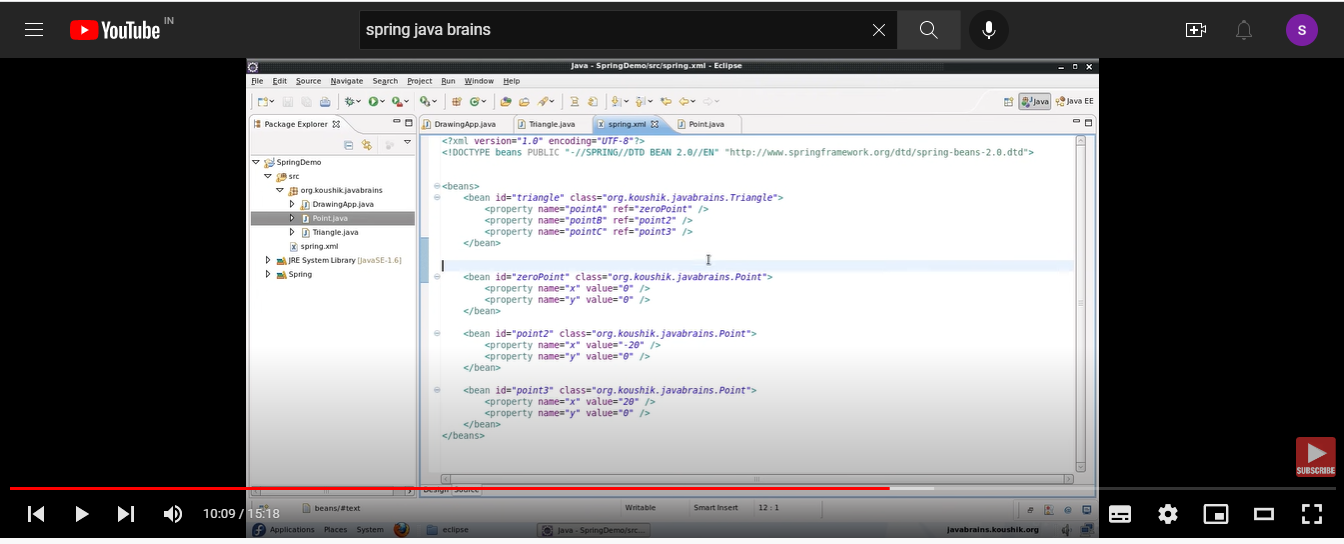 YouTube IN
spring java brains
S
Java - SpringDemo/src/spring.xml - Eclipse
File Edit Source Navigate Search Project Run Window Help
Java Java EE
Package Explorer
DrawingApp.java Triangle.java spring.xml Point.java
SpringDemo
src
org.koushik.javabrains
DrawingApp.java
Point.java
Triangle.java
spring.xml
JRE System Library [JavaSE-1.6]
Spring
<?xml version="1.0" encoding="UTF-8"?>
<!DOCTYPE beans PUBLIC "-//SPRING//DTD BEAN 2.0//EN" "http://www.springframework.org/dtd/spring-beans-2.0.dtd">
<beans>
<bean id="triangle" class="org.koushik.javabrains.Triangle">
<property name="pointA" ref="zeroPoint" />
<property name="pointB" ref="point2" />
<property name="pointC" ref="point3" />
</bean>
<bean id="zeroPoint" class="org.koushik.javabrains.Point">
<property name="x" value="0" />
<property name="y" value="0" />
</bean>
<bean id="point2" class="org.koushik.javabrains.Point">
<property name="x" value="-20" />
<property name="y" value="0" />
</bean>
<bean id="point3" class="org.koushik.javabrains.Point">
<property name="x" value="20" />
<property name="y" value="0" />
</bean>
</beans>
SUBSCRIBE
Design Source
beans/#text Writable Smart Insert 12 : 1
10:09 / 15:18
Applications Places System eclipse Java - SpringDemo/src... javabrains.koushik.org